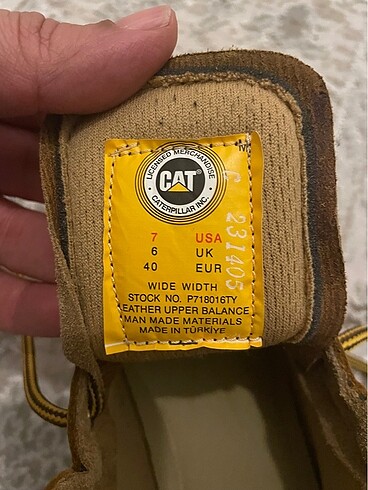 LICENSED MERCHANDISE
CAT®
CATERPILLAR INC.
7 USA
6 UK
40 EUR
WIDE WIDTH
STOCK NO. P718016TY
LEATHER UPPER BALANCE
MAN MADE MATERIALS
MADE IN TÜRKİYE
231405